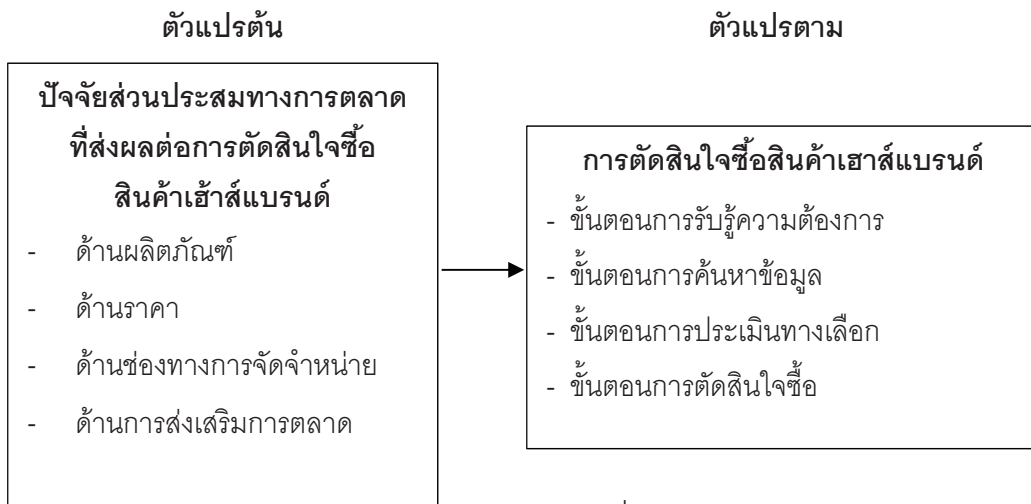 ตัวแปรต้น
ตัวแปรตาม
ปัจจัยส่วนประสมทางการตลาด
ที่ส่งผลต่อการตัดสินใจซื้อ
สินค้าเฮ้าส์แบรนด์
- ด้านผลิตภัณฑ์
- ด้านราคา
- ด้านช่องทางการจัดจำหน่าย
- ด้านการส่งเสริมการตลาด
การตัดสินใจซื้อสินค้าเฮาส์แบรนด์
- ขั้นตอนการรับรู้ความต้องการ
- ขั้นตอนการค้นหาข้อมูล
- ขั้นตอนการประเมินทางเลือก
- ขั้นตอนการตัดสินใจซื้อ